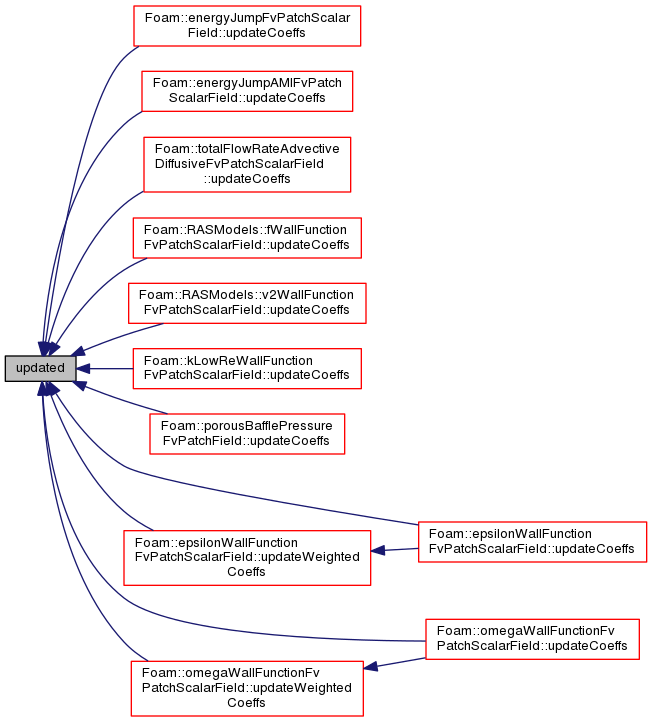 Foam::energyJumpFvPatchScalar
Field::updateCoeffs
Foam::energyJumpAMIFvPatch
ScalarField::updateCoeffs
Foam::totalFlowRateAdvective
DiffusiveFvPatchScalarField
::updateCoeffs
Foam::RASModels::fWallFunction
FvPatchScalarField::updateCoeffs
Foam::RASModels::v2WallFunction
FvPatchScalarField::updateCoeffs
updated
Foam::kLowReWallFunction
FvPatchScalarField::updateCoeffs
Foam::porousBafflePressure
FvPatchField::updateCoeffs
Foam::epsilonWallFunction
FvPatchScalarField::updateWeighted
Coeffs
Foam::epsilonWallFunction
FvPatchScalarField::updateCoeffs
Foam::omegaWallFunctionFv
PatchScalarField::updateCoeffs
Foam::omegaWallFunctionFv
PatchScalarField::updateWeighted
Coeffs